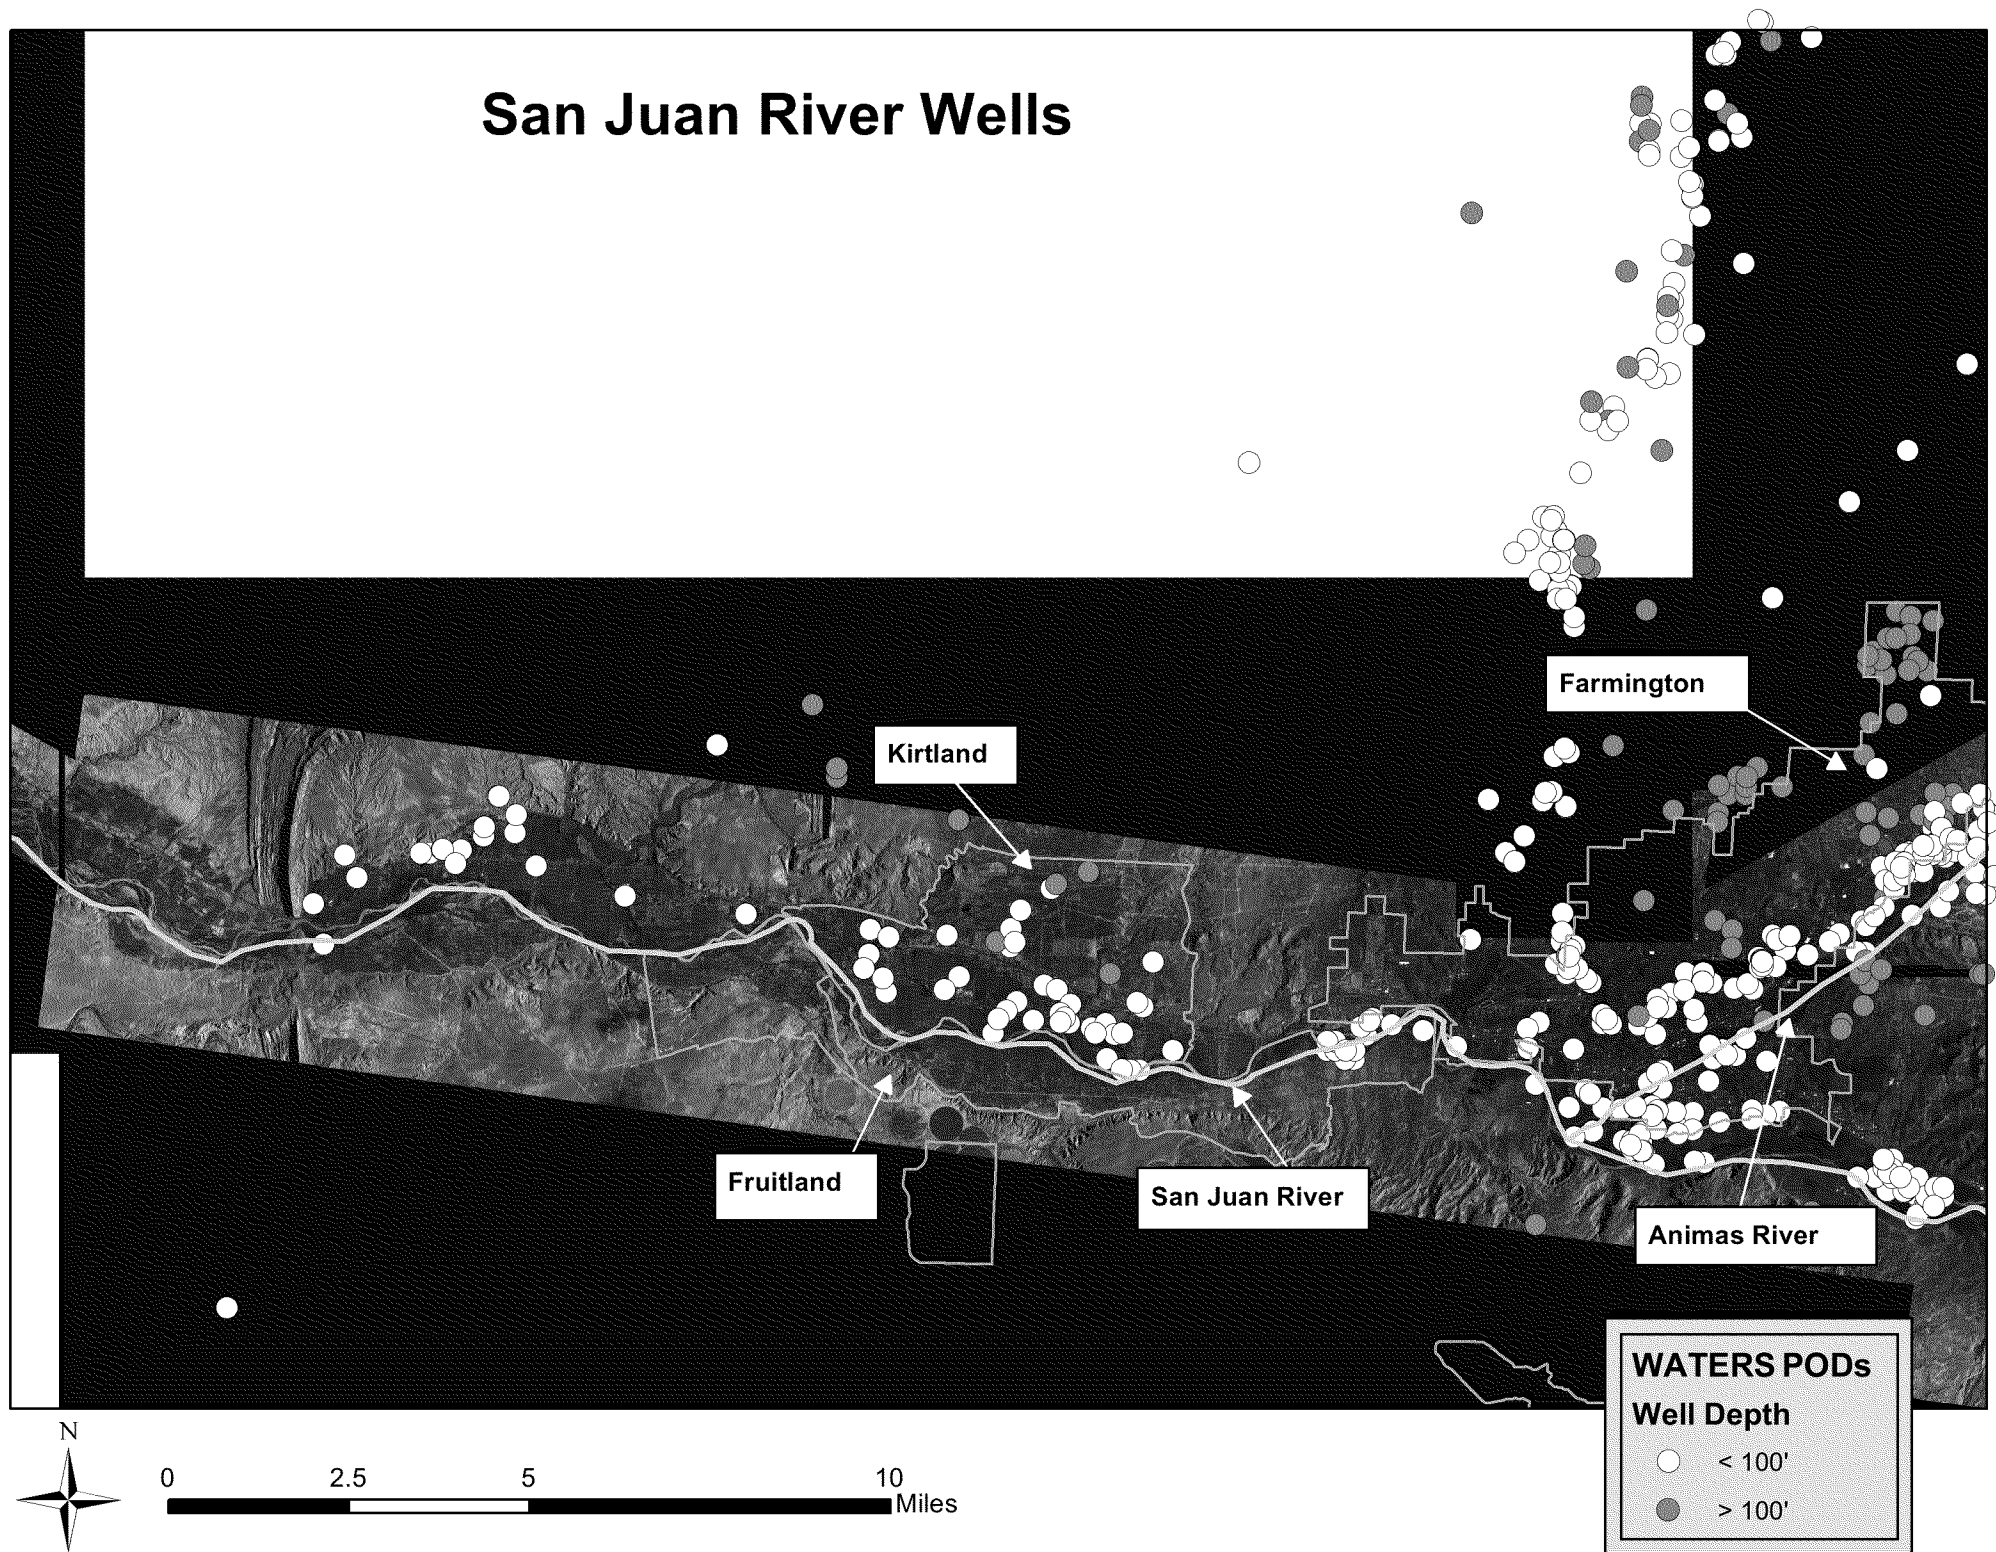 San Juan River Wells
Farmington
Kirtland
Fruitland
San Juan River
Animas River
WATERS PODs
Well Depth
< 100'
> 100'
N
0 2.5 5 10
Miles